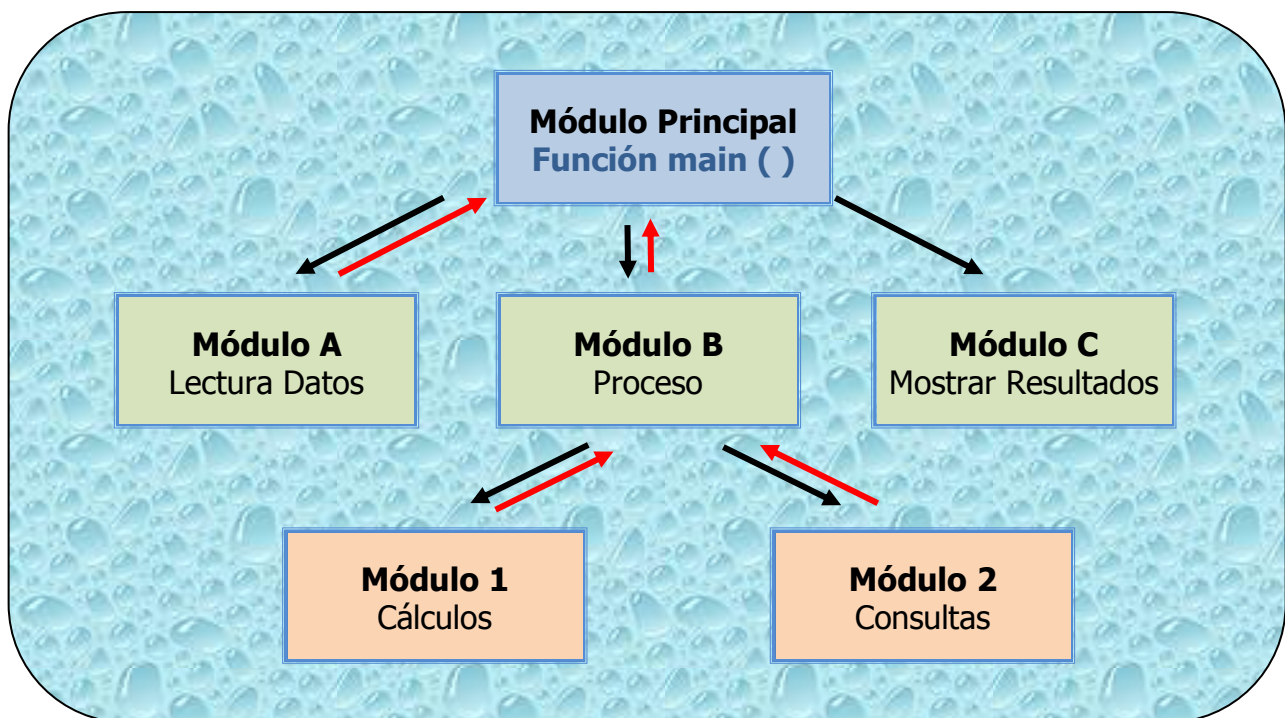 Módulo Principal
Función main ( )
Módulo A
Lectura Datos
Módulo B
Proceso
Módulo C
Mostrar Resultados
Módulo 1
Cálculos
Módulo 2
Consultas